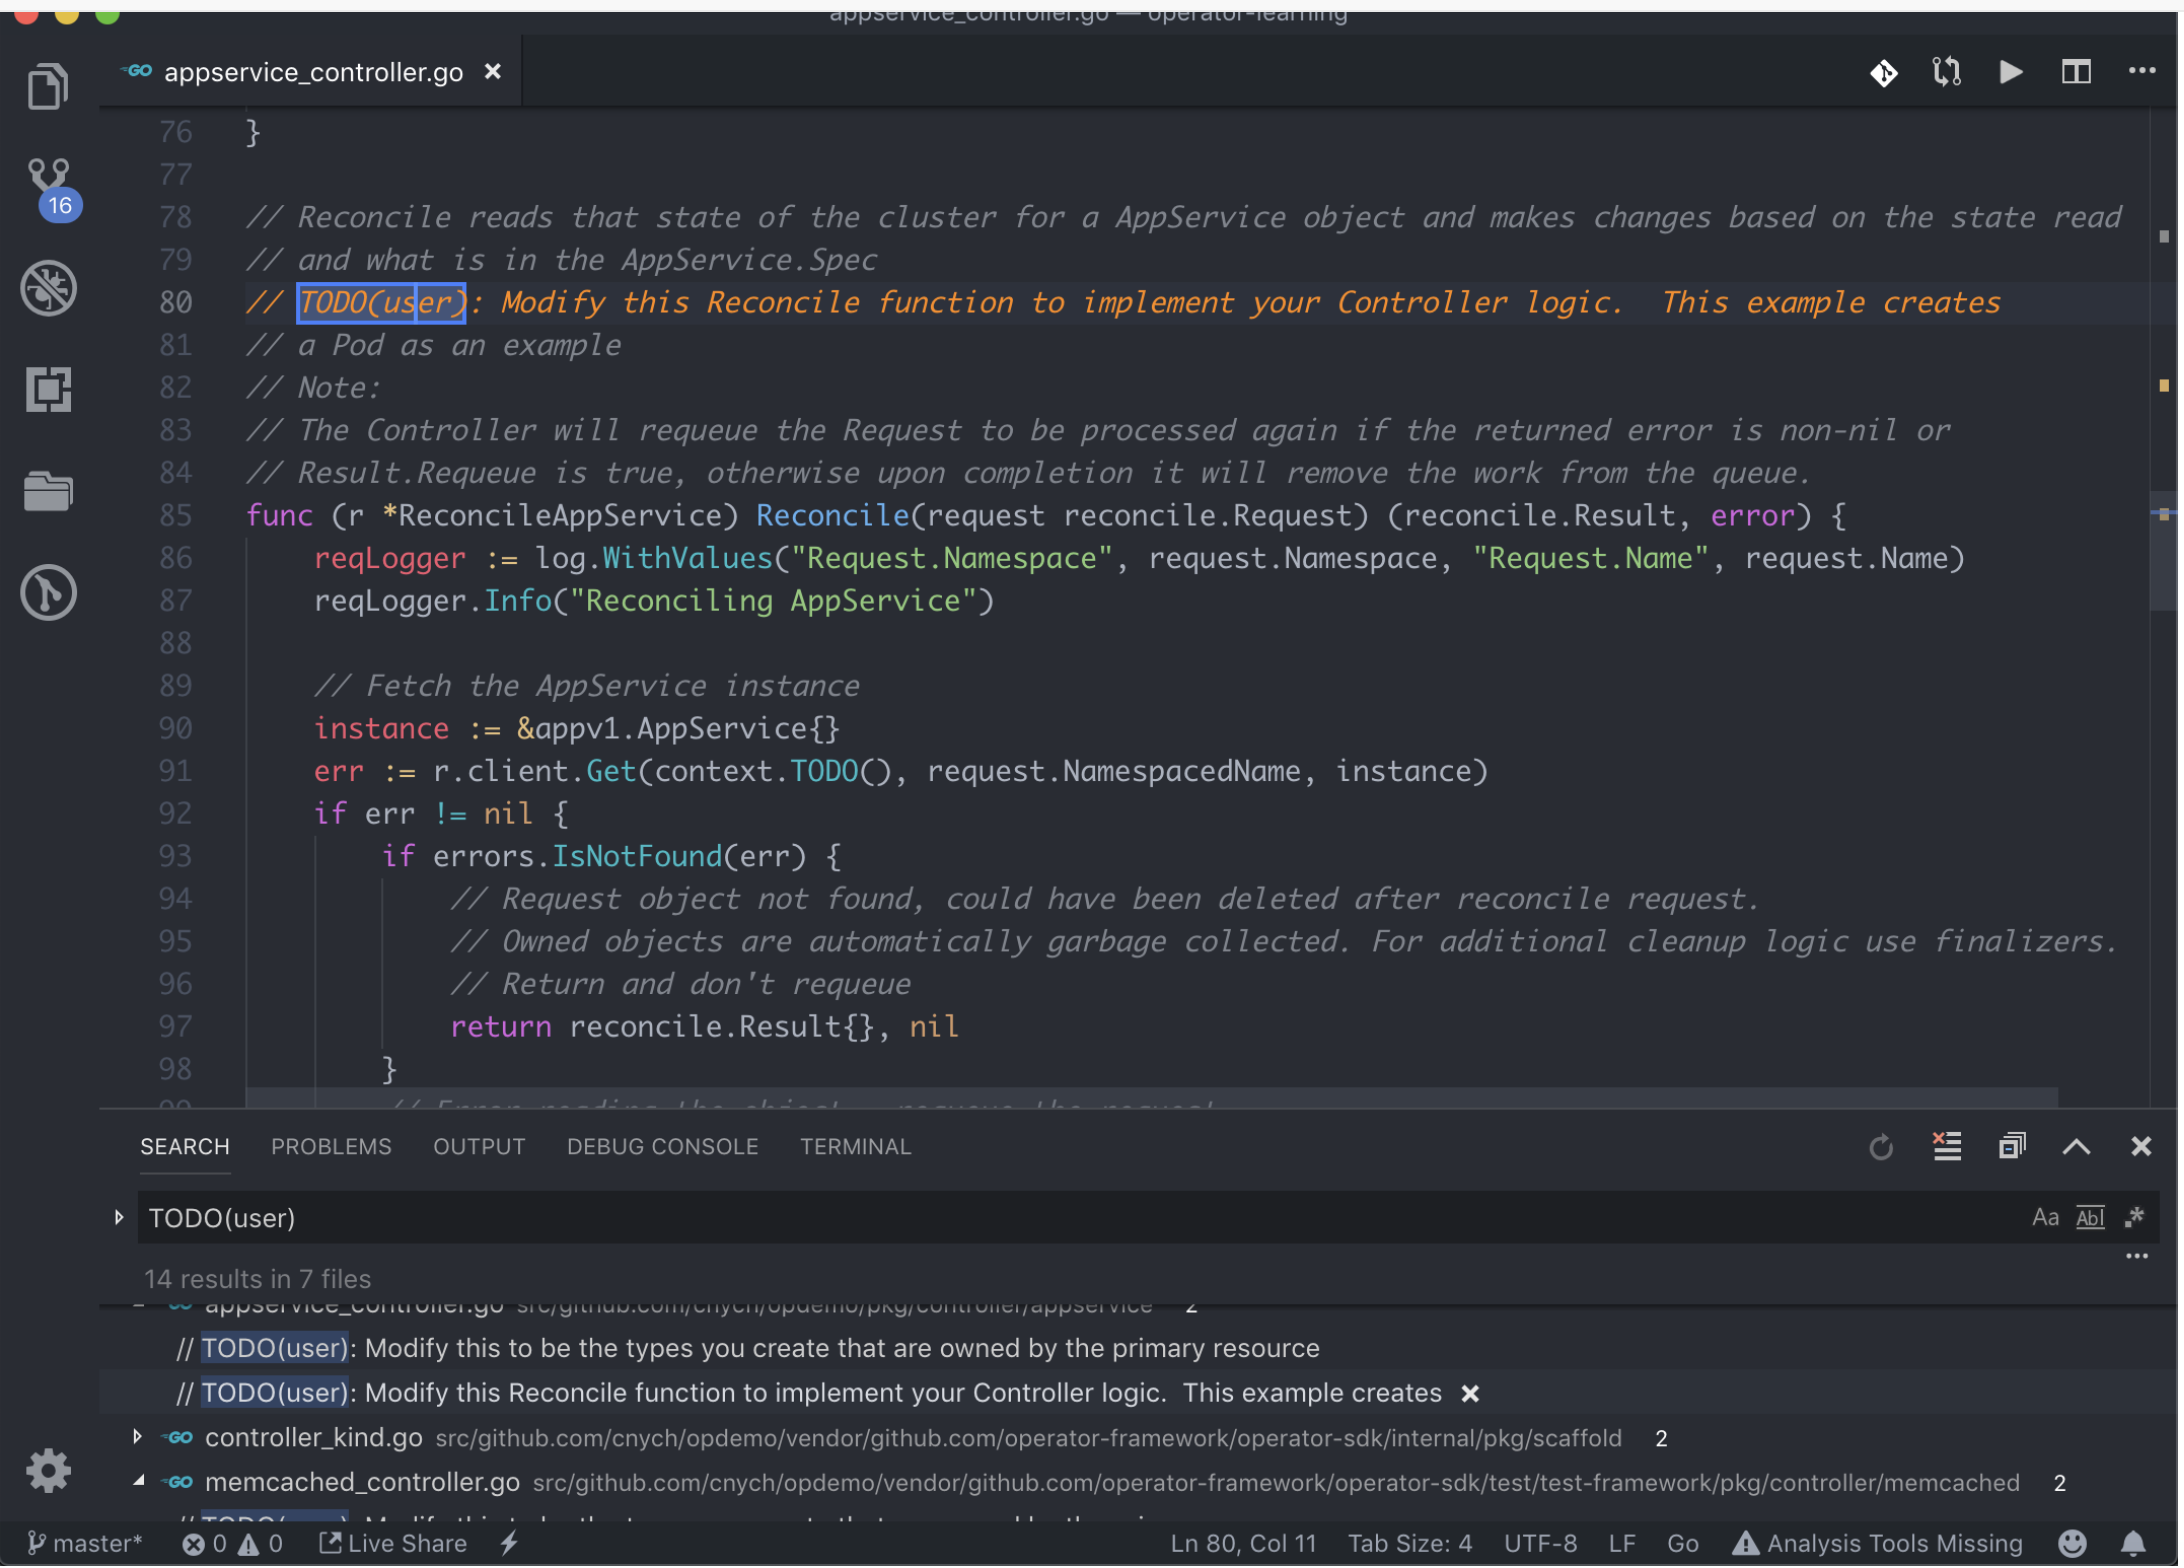 appservice_controller.go — operator-learning
GO appservice_controller.go
76 }
77
78 // Reconcile reads that state of the cluster for a AppService object and makes changes based on the state read
79 // and what is in the AppService.Spec
80 // TODO(user): Modify this Reconcile function to implement your Controller logic.  This example creates
81 // a Pod as an example
82 // Note:
83 // The Controller will requeue the Request to be processed again if the returned error is non-nil or
84 // Result.Requeue is true, otherwise upon completion it will remove the work from the queue.
85 func (r *ReconcileAppService) Reconcile(request reconcile.Request) (reconcile.Result, error) {
86 reqLogger := log.WithValues("Request.Namespace", request.Namespace, "Request.Name", request.Name)
87 reqLogger.Info("Reconciling AppService")
88
89 // Fetch the AppService instance
90 instance := &appv1.AppService{}
91 err := r.client.Get(context.TODO(), request.NamespacedName, instance)
92 if err != nil {
93 if errors.IsNotFound(err) {
94 // Request object not found, could have been deleted after reconcile request.
95 // Owned objects are automatically garbage collected. For additional cleanup logic use finalizers.
96 // Return and don't requeue
97 return reconcile.Result{}, nil
98 }
99 // Error reading the object - requeue the request
16
SEARCH PROBLEMS OUTPUT DEBUG CONSOLE TERMINAL
TODO(user) Aa Abl .*
14 results in 7 files
GO appservice_controller.go src/github.com/cnych/opdemo/pkg/controller/appservice 2
// TODO(user): Modify this to be the types you create that are owned by the primary resource
// TODO(user): Modify this Reconcile function to implement your Controller logic.  This example creates
GO controller_kind.go src/github.com/cnych/opdemo/vendor/github.com/operator-framework/operator-sdk/internal/pkg/scaffold 2
GO memcached_controller.go src/github.com/cnych/opdemo/vendor/github.com/operator-framework/operator-sdk/test/test-framework/pkg/controller/memcached 2
master* 0 0 Live Share Ln 80, Col 11 Tab Size: 4 UTF-8 LF Go Analysis Tools Missing